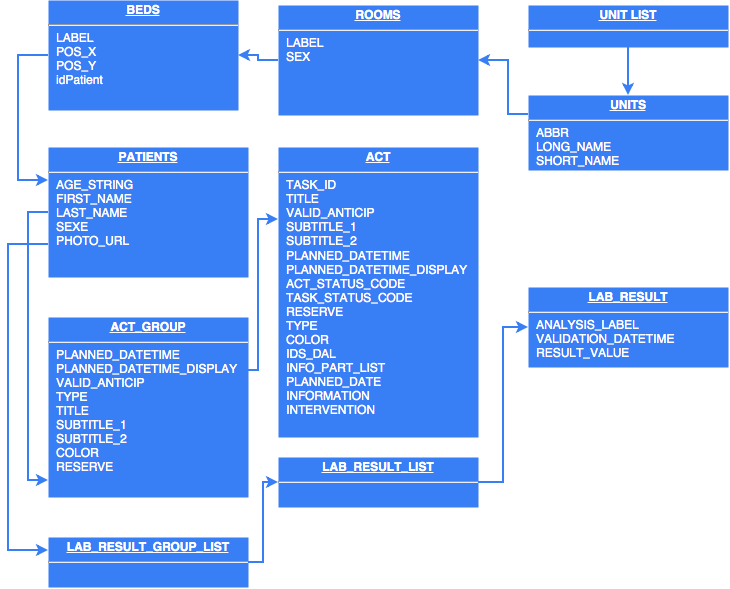 BEDS
LABEL
POS_X
POS_Y
idPatient
ROOMS
LABEL
SEX
UNIT LIST
UNITS
ABBR
LONG_NAME
SHORT_NAME
PATIENTS
AGE_STRING
FIRST_NAME
LAST_NAME
SEXE
PHOTO_URL
ACT
TASK_ID
TITLE
VALID_ANTICIP
SUBTITLE_1
SUBTITLE_2
PLANNED_DATETIME
PLANNED_DATETIME_DISPLAY
ACT_STATUS_CODE
TASK_STATUS_CODE
RESERVE
TYPE
COLOR
IDS_DAL
INFO_PART_LIST
PLANNED_DATE
INFORMATION
INTERVENTION
LAB_RESULT
ANALYSIS_LABEL
VALIDATION_DATETIME
RESULT_VALUE
ACT_GROUP
PLANNED_DATETIME
PLANNED_DATETIME_DISPLAY
VALID_ANTICIP
TYPE
TITLE
SUBTITLE_1
SUBTITLE_2
COLOR
RESERVE
LAB_RESULT_LIST
LAB_RESULT_GROUP_LIST